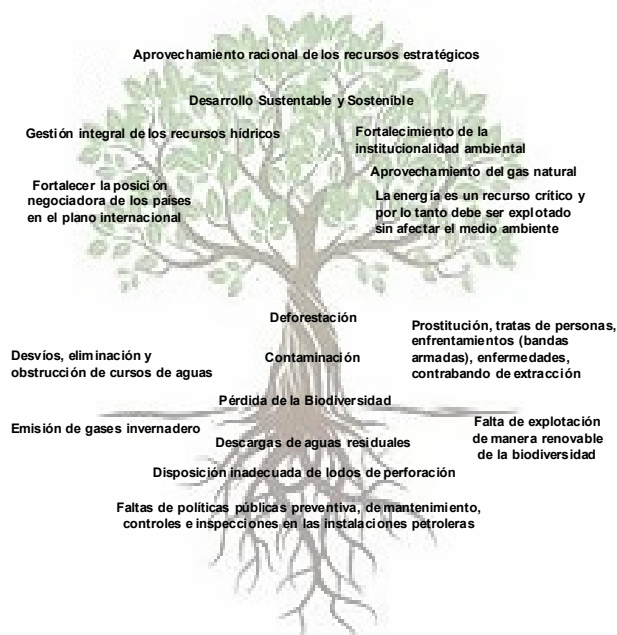 Aprovechamiento racional de los recursos estratégicos
Desarrollo Sustentable y Sostenible
Gestión integral de los recursos hídricos
Fortalecimiento de la
institucionalidad ambiental
Aprovechamiento del gas natural
Fortalecer la posición
negociadora de los países
en el plano internacional
La energía es un recurso crítico y
por lo tanto debe ser explotado
sin afectar el medio ambiente
Deforestación
Prostitución, tratas de personas,
enfrentamientos (bandas
armadas), enfermedades,
contrabando de extracción
Desvíos, eliminación y
obstrucción de cursos de aguas
Contaminación
Pérdida de la Biodiversidad
Emisión de gases invernadero
Falta de explotación
de manera renovable
de la biodiversidad
Descargas de aguas residuales
Disposición inadecuada de lodos de perforación
Faltas de políticas públicas preventiva, de mantenimiento,
controles e inspecciones en las instalaciones petroleras